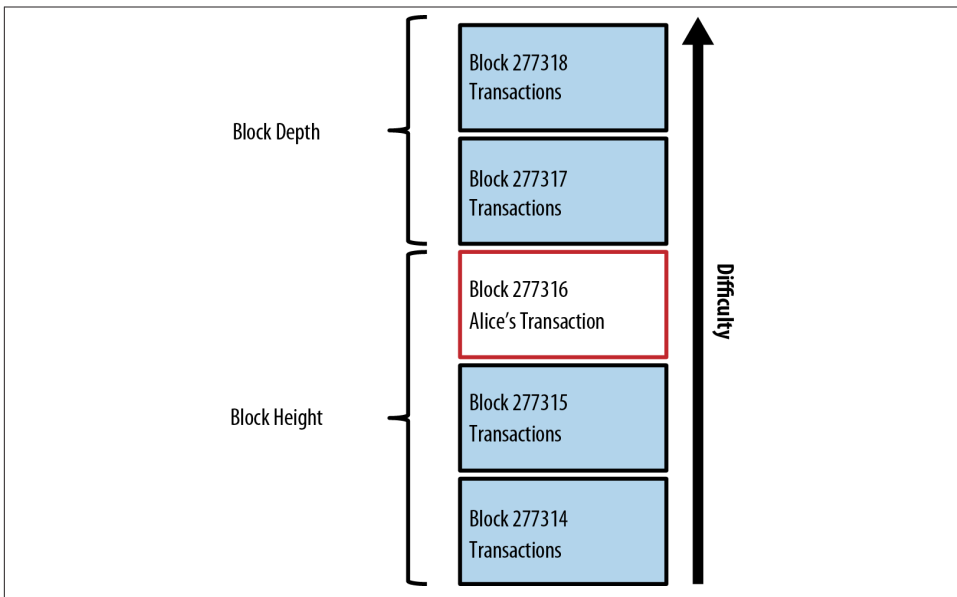 Block 277318
Transactions
Block Depth
Block 277317
Transactions
Block 277316
Alice’s Transaction
Difficulty
Block 277315
Transactions
Block Height
Block 277314
Transactions